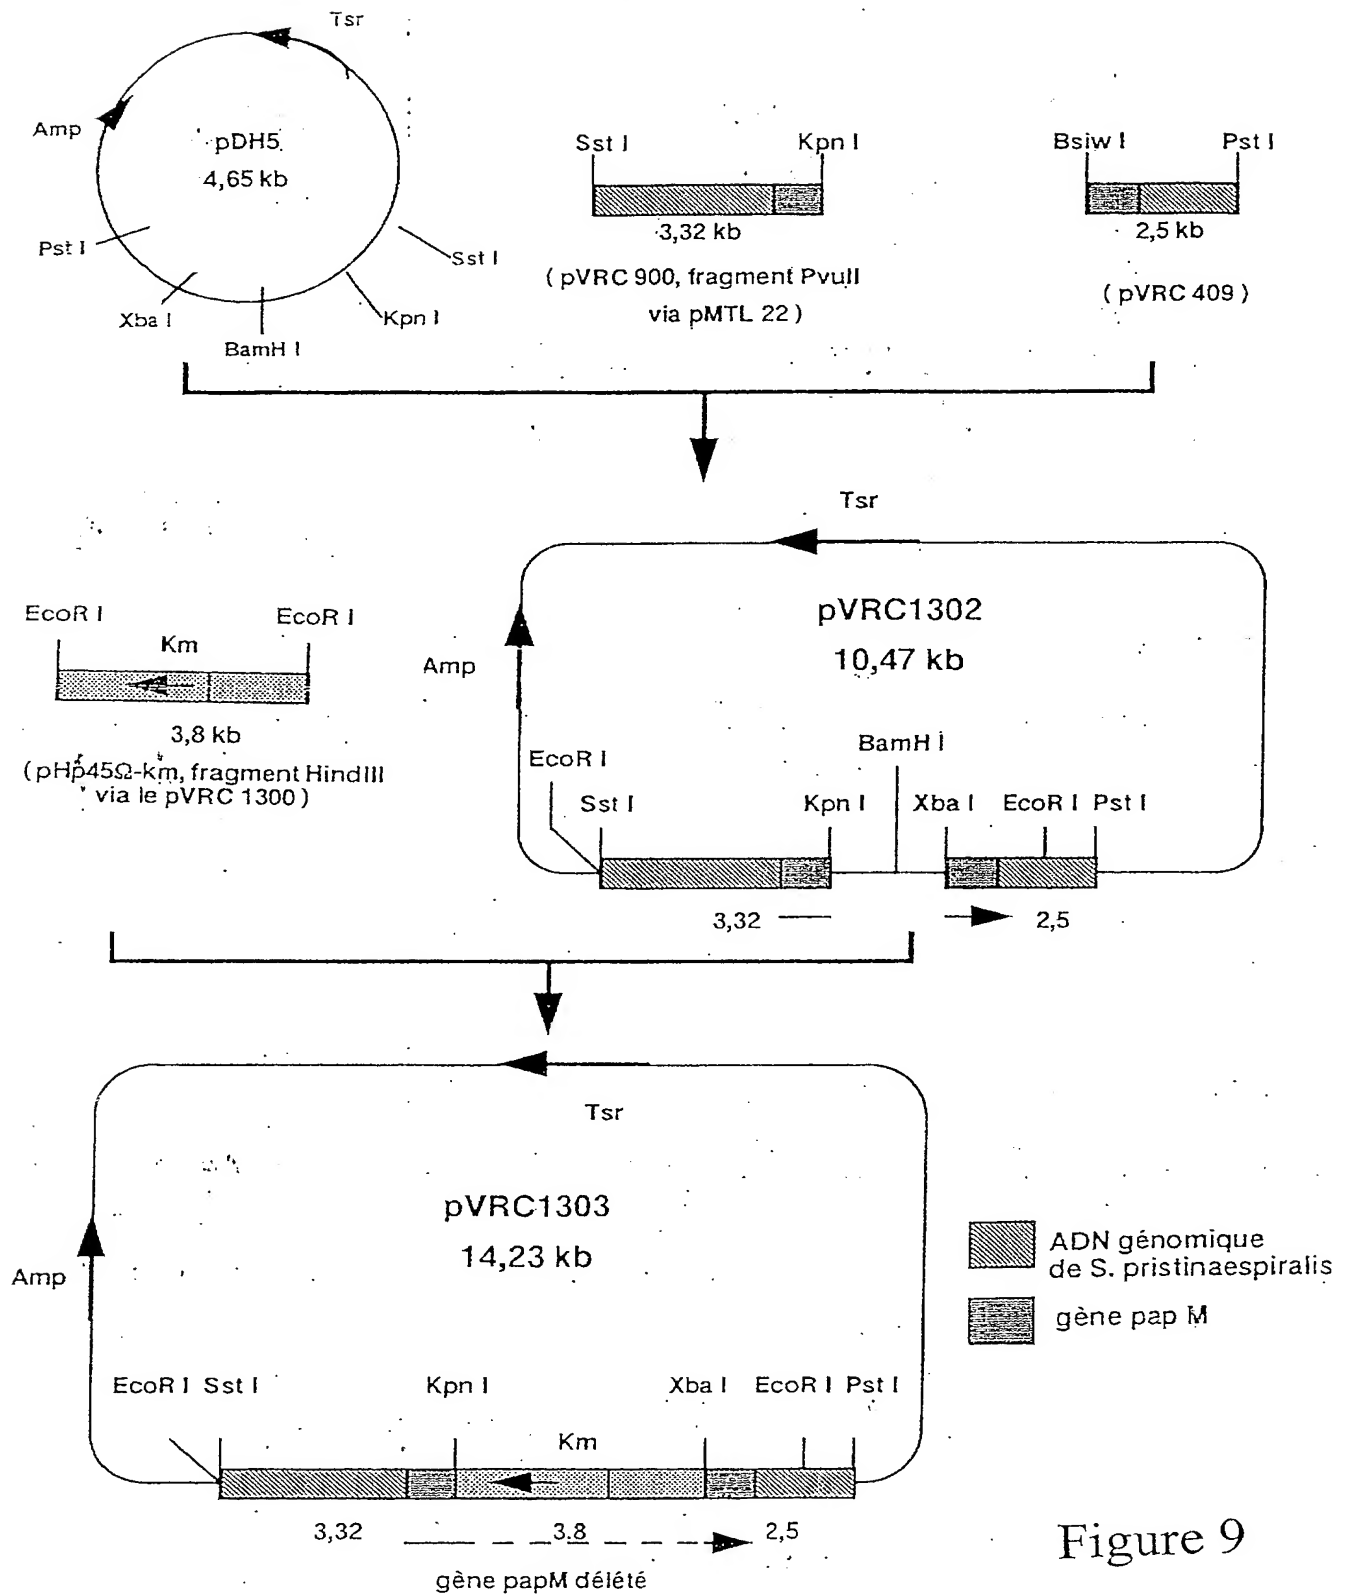 Tsr
Amp
pDH5
4,65 kb
Pst I
Xba I
BamH I
Kpn I
Sst I
Sst I
Kpn I
3,32 kb
( pVRC 900, fragment PvuII
via pMTL 22 )
Bsiw I
Pst I
2,5 kb
( pVRC 409 )
EcoR I
EcoR I
Km
3,8 kb
(pHp45Ω-km, fragment HindIII
via le pVRC 1300)
Tsr
pVRC1302
10,47 kb
Amp
EcoR I
Sst I
Kpn I
BamH I
Xba I
EcoR I
Pst I
3,32
2,5
Tsr
pVRC1303
14,23 kb
Amp
EcoR I
Sst I
Kpn I
Km
Xba I
EcoR I
Pst I
3,32
3.8
2,5
gène papM délété
ADN génomique
de S. pristinaespiralis
gène pap M
Figure 9